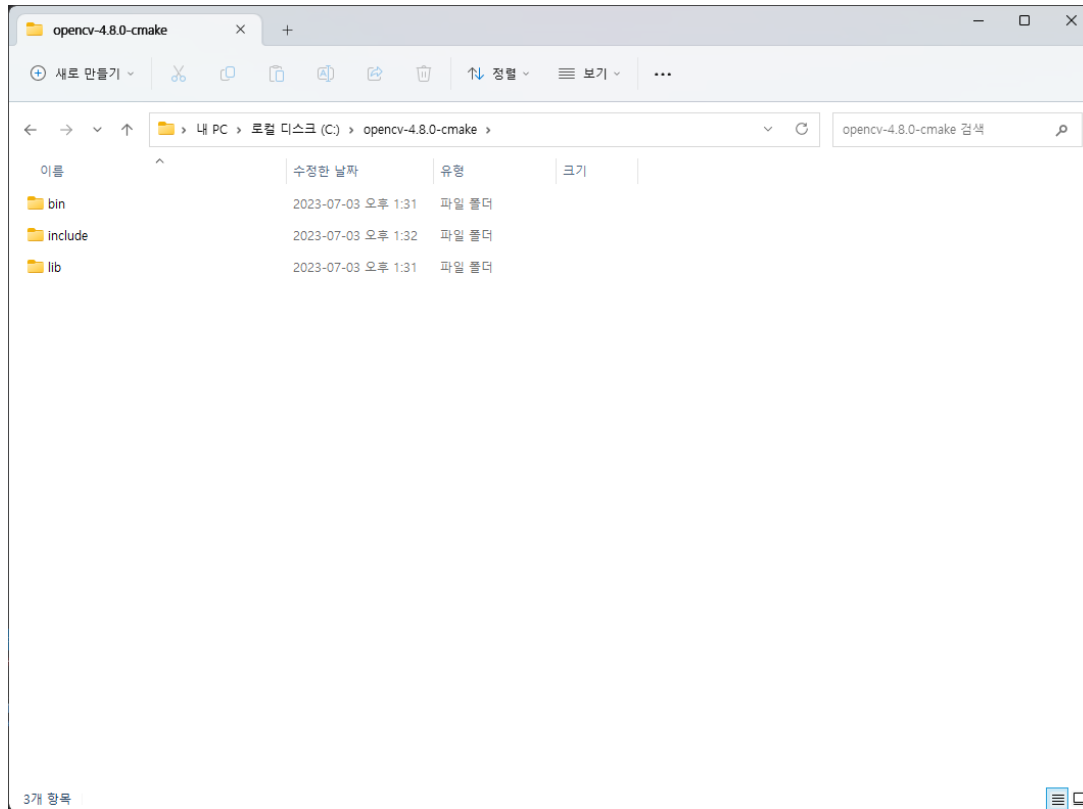 opencv-4.8.0-cmake
새로 만들기 정렬 보기
내 PC 로컬 디스크 (C:) opencv-4.8.0-cmake opencv-4.8.0-cmake 검색
이름 수정한 날짜 유형 크기
bin 2023-07-03 오후 1:31 파일 폴더
include 2023-07-03 오후 1:32 파일 폴더
lib 2023-07-03 오후 1:31 파일 폴더
3개 항목